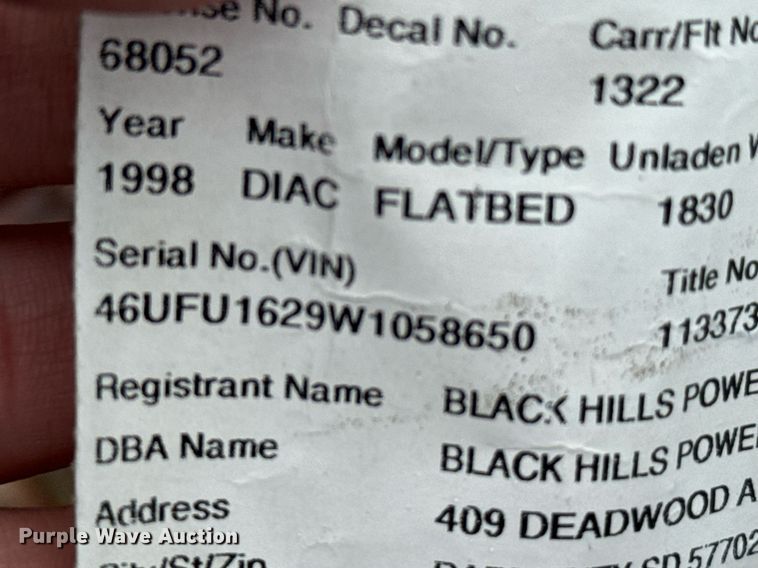 No. Decal No. Carr/Flt No
68052 1322
Year Make Model/Type Unladen W
1998 DIAC FLATBED 1830
Serial No.(VIN) Title No
46UFU1629W1058650 113373
Registrant Name BLACK HILLS POWE
DBA Name BLACK HILLS POWE
Address 409 DEADWOOD A
SD 57702
Purple Wave Auction